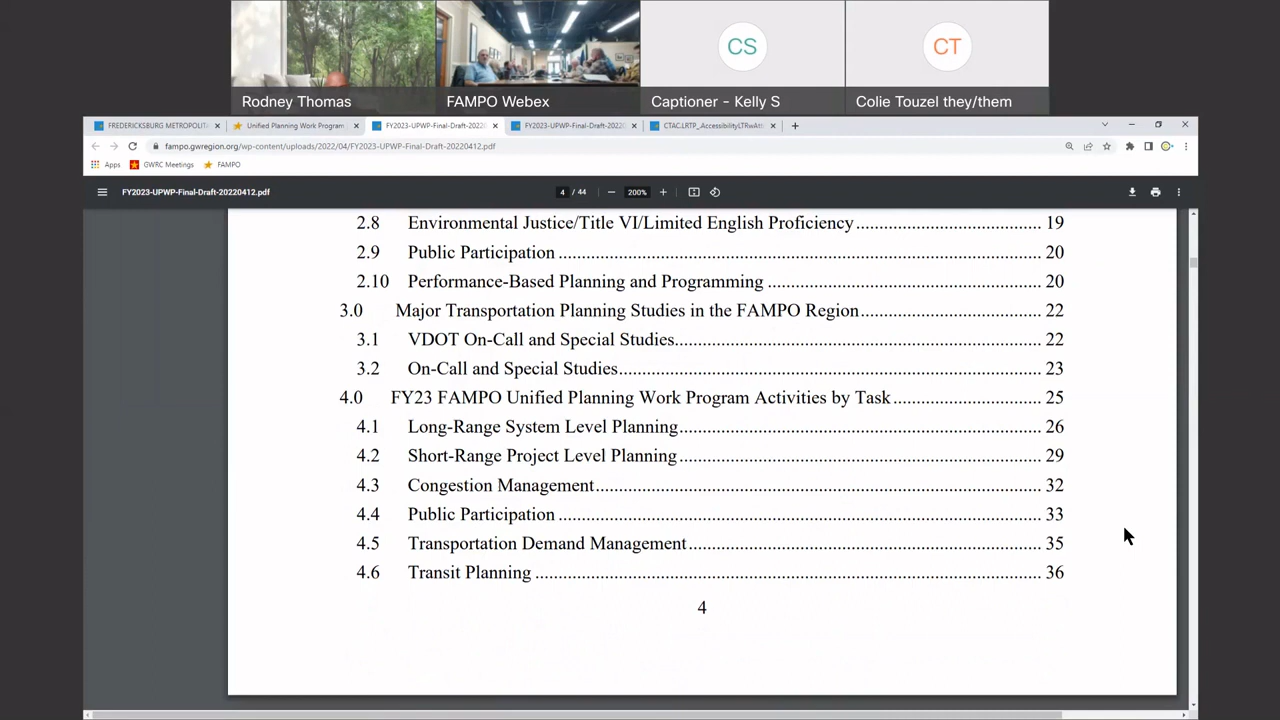 CS
CT
Rodney Thomas
FAMPO Webex
Captioner - Kelly S
Colie Touzel they/them
FREDERICKSBURG METROPOLITA
Unified Planning Work Program
FY2023-UPWP-Final-Draft-2022041
FY2023-UPWP-Final-Draft-2022041
CTAC.LRTP_.AccessibilityLTRwAtt
fampo.gwregion.org/wp-content/uploads/2022/04/FY2023-UPWP-Final-Draft-20220412.pdf
Apps GWRC Meetings FAMPO
FY2023-UPWP-Final-Draft-20220412.pdf 4 / 44 200%
2.8 Environmental Justice/Title VI/Limited English Proficiency 19
2.9 Public Participation 20
2.10 Performance-Based Planning and Programming 20
3.0 Major Transportation Planning Studies in the FAMPO Region 22
3.1 VDOT On-Call and Special Studies 22
3.2 On-Call and Special Studies 23
4.0 FY23 FAMPO Unified Planning Work Program Activities by Task 25
4.1 Long-Range System Level Planning 26
4.2 Short-Range Project Level Planning 29
4.3 Congestion Management 32
4.4 Public Participation 33
4.5 Transportation Demand Management 35
4.6 Transit Planning 36
4